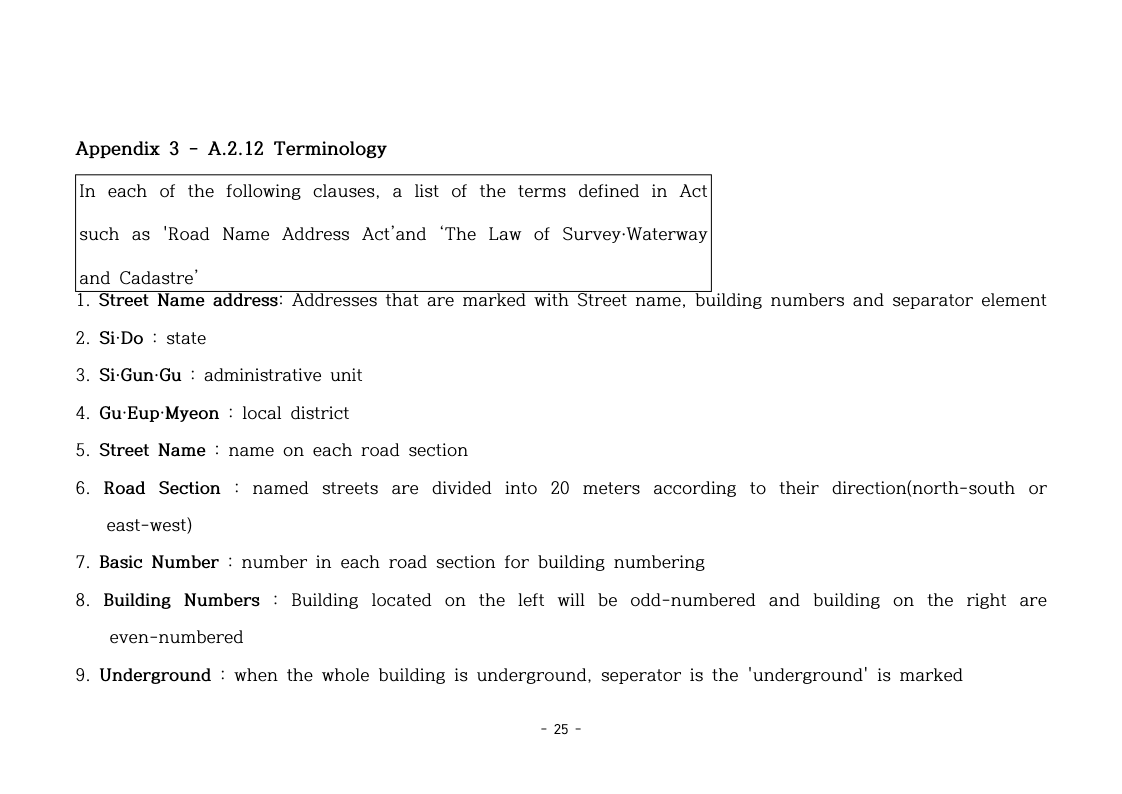 Appendix 3 - A.2.12 Terminology
In each of the following clauses, a list of the terms defined in Act
such as 'Road Name Address Act'and ‘The Law of Survey·Waterway
and Cadastre’
1. Street Name address: Addresses that are marked with Street name, building numbers and separator element
2. Si·Do : state
3. Si·Gun·Gu : administrative unit
4. Gu·Eup·Myeon : local district
5. Street Name : name on each road section
6. Road Section : named streets are divided into 20 meters according to their direction(north-south or
east-west)
7. Basic Number : number in each road section for building numbering
8. Building Numbers : Building located on the left will be odd-numbered and building on the right are
even-numbered
9. Underground : when the whole building is underground, seperator is the 'underground' is marked
- 25 -